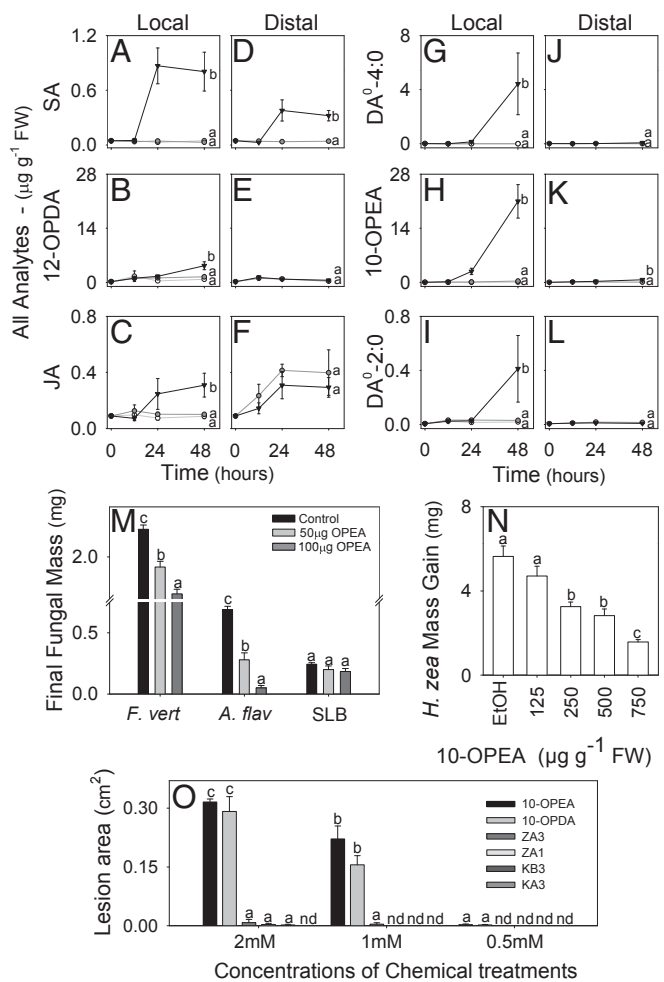 Local Distal Local Distal
All Analytes - (µg g-1 FW)
SA
1.2
0.6
0.0
A
b
a
a
D
b
a
a
DA0-4:0
8
4
0
G
b
a
a
J
a
a
12-OPDA
28
14
0
B
b
a
a
E
a
a
10-OPEA
28
14
0
H
b
a
a
K
b
a
JA
0.8
0.4
0.0
C
b
a
a
F
a
a
DA0-2:0
0.8
0.4
0.0
I
b
a
a
L
a
a
0 24 48 0 24 48 0 24 48 0 24 48
Time (hours) Time (hours)
M
Final Fungal Mass (mg)
2.0
0.5
0.0
Control
50µg OPEA
100µg OPEA
c b a c b a a a a
F. vert A. flav SLB
N
H. zea Mass Gain (mg)
8
6
4
2
0
a a b b c
EtOH 125 250 500 750
10-OPEA (µg g-1 FW)
O
Lesion area (cm2)
0.30
0.15
0.00
10-OPEA
10-OPDA
ZA3
ZA1
KB3
KA3
c c a a a nd b b a nd nd nd a a nd nd nd nd
2mM 1mM 0.5mM
Concentrations of Chemical treatments